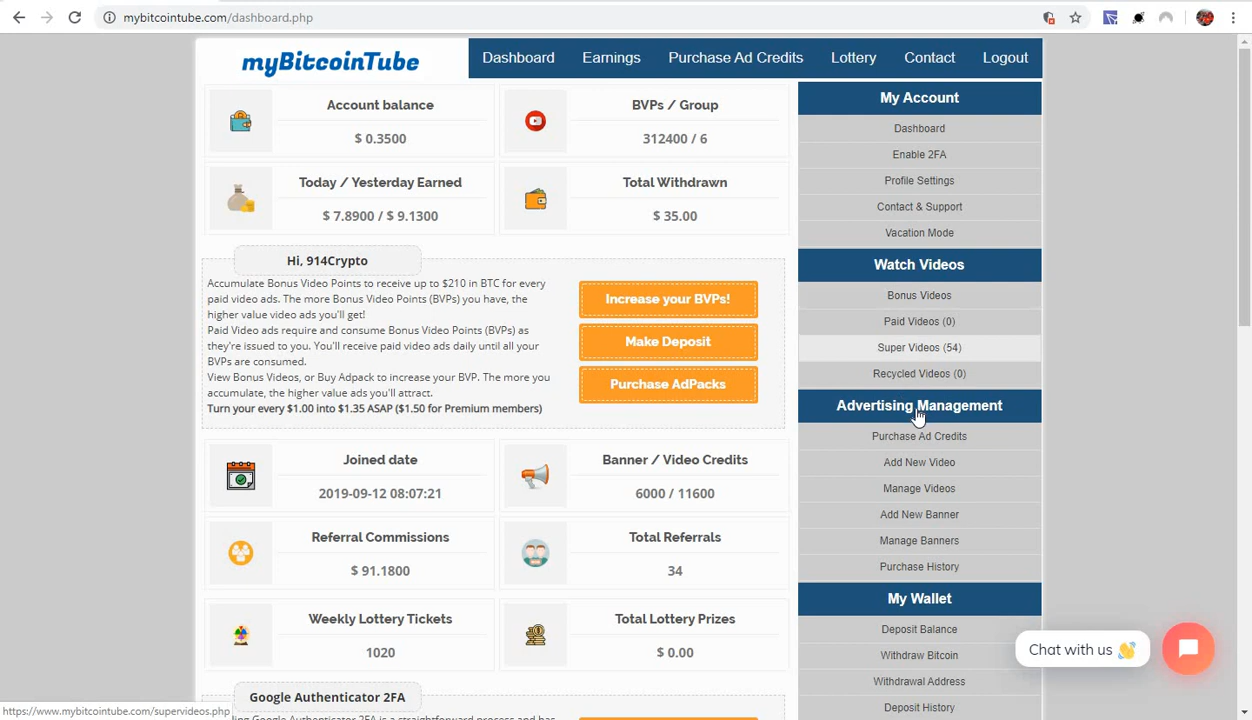 mybitcointube.com/dashboard.php
myBitcoinTube
Dashboard
Earnings
Purchase Ad Credits
Lottery
Contact
Logout
Account balance
$ 0.3500
BVPs / Group
312400 / 6
Today / Yesterday Earned
$ 7.8900 / $ 9.1300
Total Withdrawn
$ 35.00
Hi, 914Crypto
Accumulate Bonus Video Points to receive up to $210 in BTC for every
paid video ads. The more Bonus Video Points (BVPs) you have, the
higher value video ads you'll get!
Paid Video ads require and consume Bonus Video Points (BVPs) as
they're issued to you. You'll receive paid video ads daily until all your
BVPs are consumed.
View Bonus Videos, or Buy Adpack to increase your BVP. The more you
accumulate, the higher value ads you'll attract.
Turn your every $1.00 into $1.35 ASAP ($1.50 for Premium members)
Increase your BVPs!
Make Deposit
Purchase AdPacks
Joined date
2019-09-12 08:07:21
Banner / Video Credits
6000 / 11600
Referral Commissions
$ 91.1800
Total Referrals
34
Weekly Lottery Tickets
1020
Total Lottery Prizes
$ 0.00
Google Authenticator 2FA
My Account
Dashboard
Enable 2FA
Profile Settings
Contact & Support
Vacation Mode
Watch Videos
Bonus Videos
Paid Videos (0)
Super Videos (54)
Recycled Videos (0)
Advertising Management
Purchase Ad Credits
Add New Video
Manage Videos
Add New Banner
Manage Banners
Purchase History
My Wallet
Deposit Balance
Withdraw Bitcoin
Withdrawal Address
Deposit History
Chat with us 👋
https://www.mybitcointube.com/supervideos.php